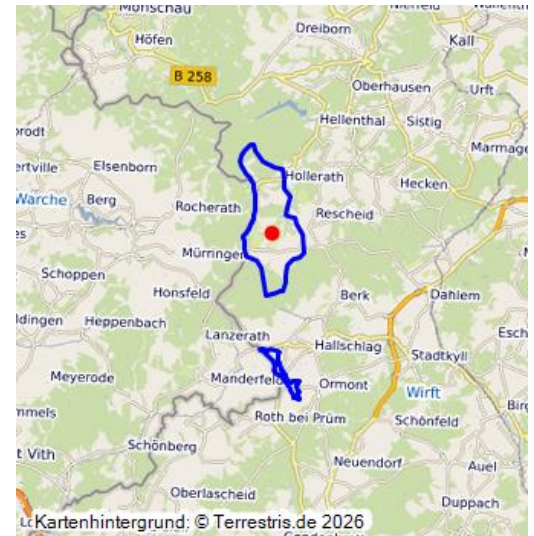 Monschau
Dreiborn
Höfen
Kall
B 258
Oberhausen
Urft
Hellenthal
Sistig
Marmage
Elsenborn
Hollerath
Hecken
Warche
Berg
Rocherath
Rescheid
Mürringen
Schoppen
Honsfeld
Berk
Dahlem
Heppenbach
Lanzerath
Hallschlag
Stadtkyll
Meyerode
Manderfeld
Ormont
Wirft
Roth bei Prüm
Schönfeld
Schönberg
t Vith
Neuendorf
Auel
Oberlascheid
Duppach
Kartenhintergrund: © Terrestris.de 2026